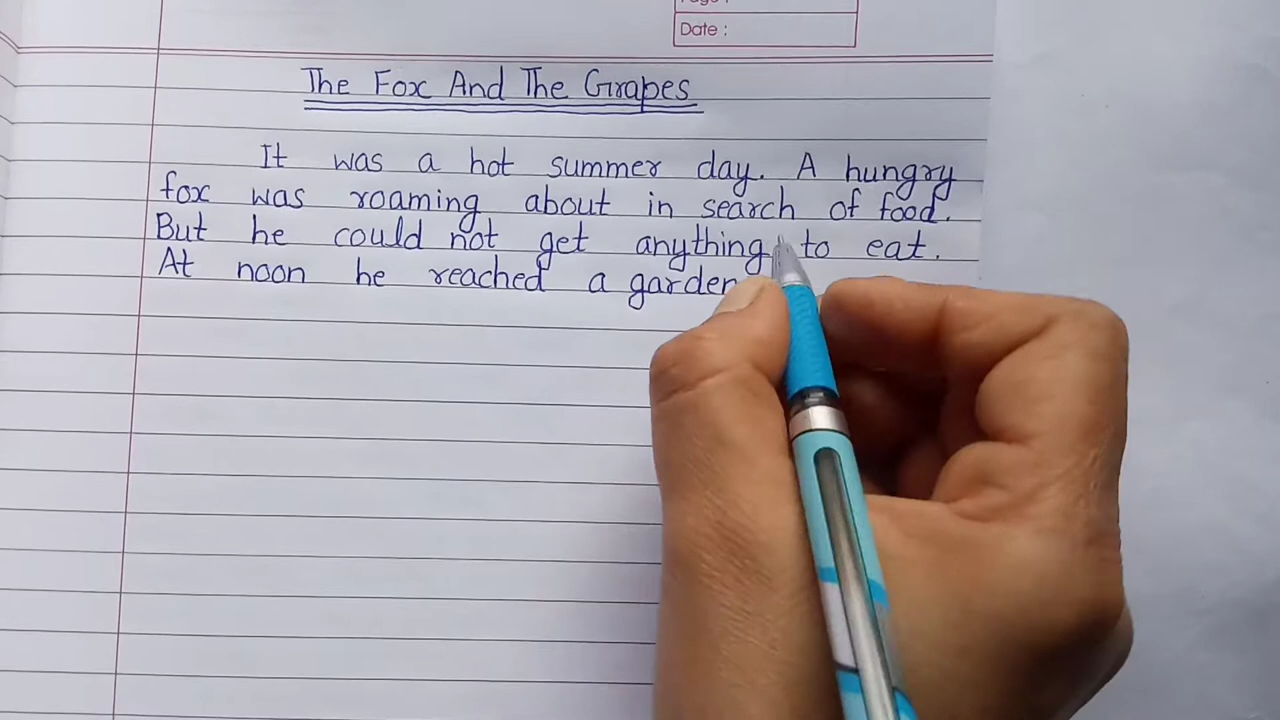 Date :
The Fox And The Grapes
It was a hot summer day. A hungry
fox was roaming about in search of food.
But he could not get anything to eat.
At noon he reached a garden